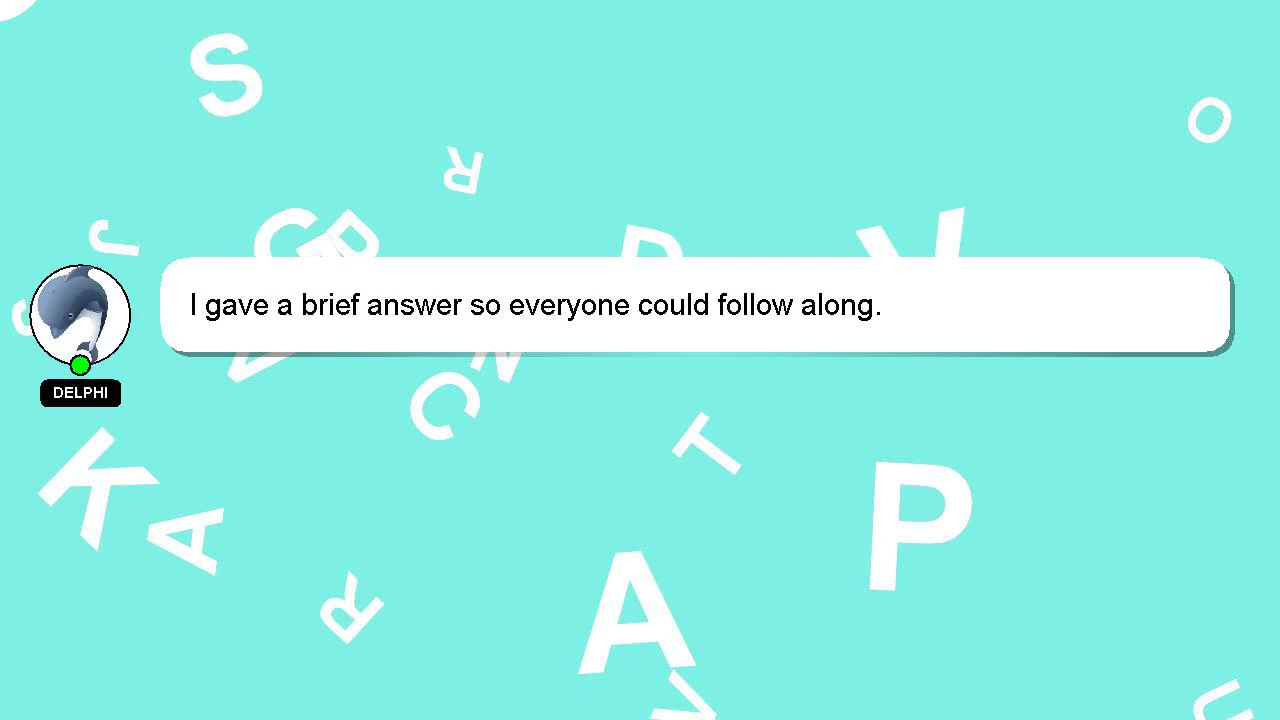 I gave a brief answer so everyone could follow along.
DELPHI
S
R
O
J
G
D
V
C
N
K
A
T
P
R
A